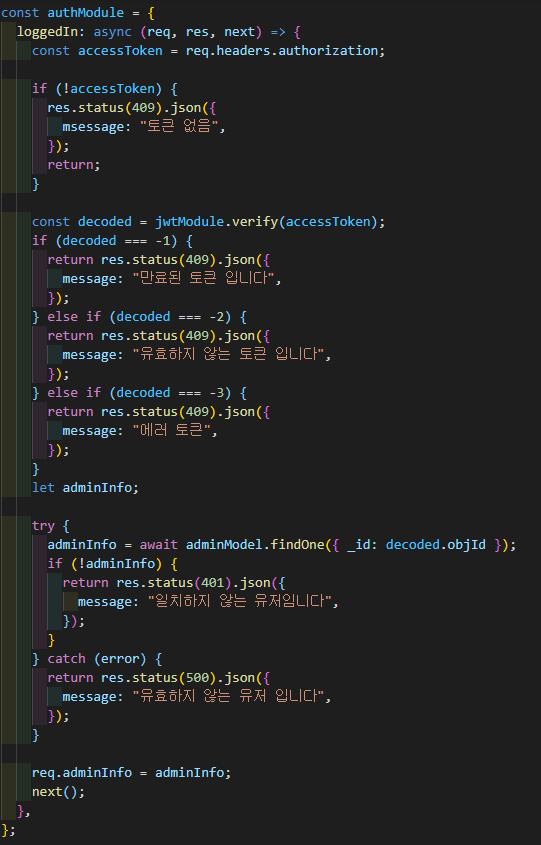 const authModule = {
loggedIn: async (req, res, next) => {
const accessToken = req.headers.authorization;
if (!accessToken) {
res.status(409).json({
msessage: "토큰 없음",
});
return;
}
const decoded = jwtModule.verify(accessToken);
if (decoded === -1) {
return res.status(409).json({
message: "만료된 토큰 입니다",
});
} else if (decoded === -2) {
return res.status(409).json({
message: "유효하지 않는 토큰 입니다",
});
} else if (decoded === -3) {
return res.status(409).json({
message: "에러 토큰",
});
}
let adminInfo;
try {
adminInfo = await adminModel.findOne({ _id: decoded.objId });
if (!adminInfo) {
return res.status(401).json({
message: "일치하지 않는 유저임니다",
});
}
} catch (error) {
return res.status(500).json({
message: "유효하지 않는 유저 입니다",
});
}
req.adminInfo = adminInfo;
next();
},
};